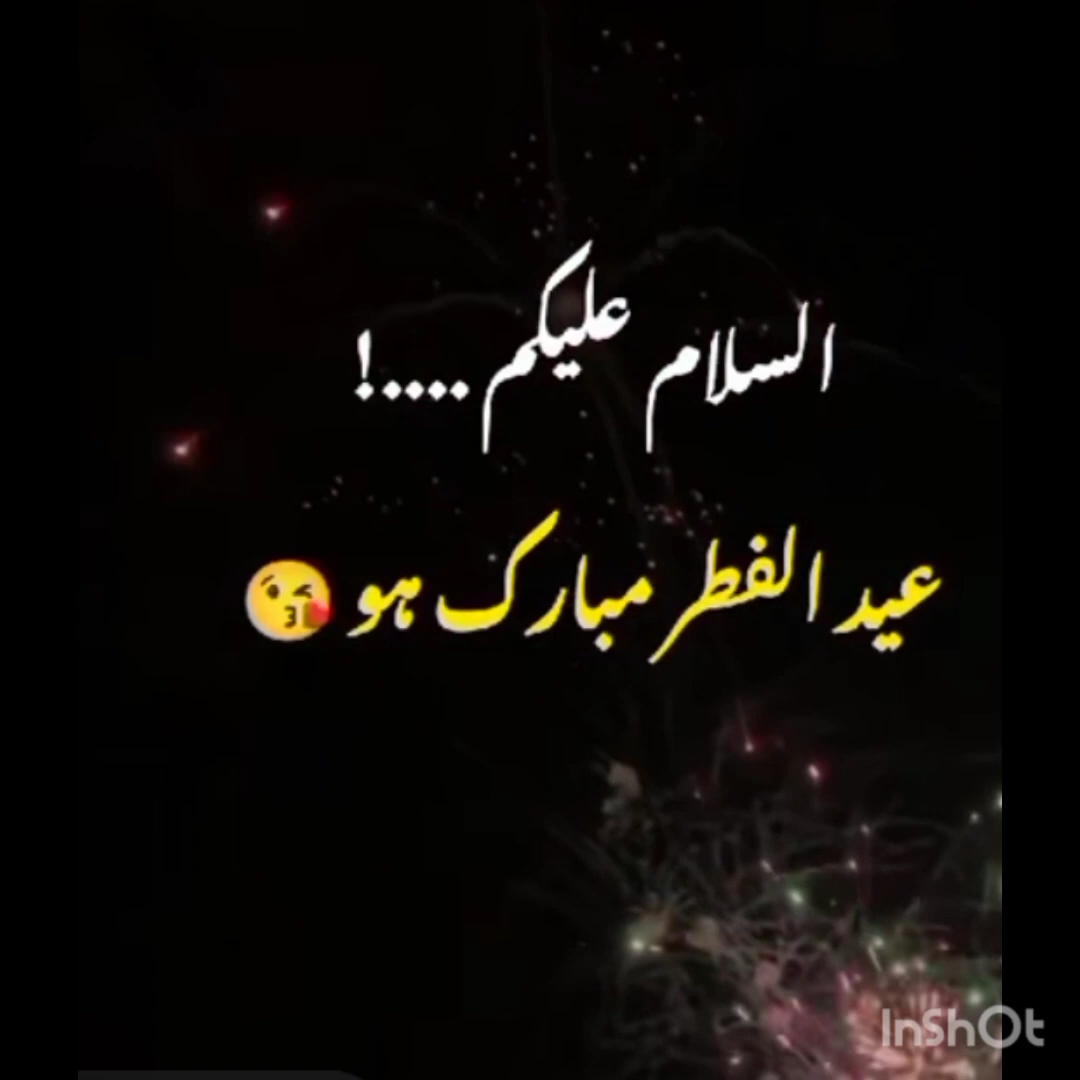 السلام علیکم ....!
عید الفطر مبارک ہو 😘
InShOt